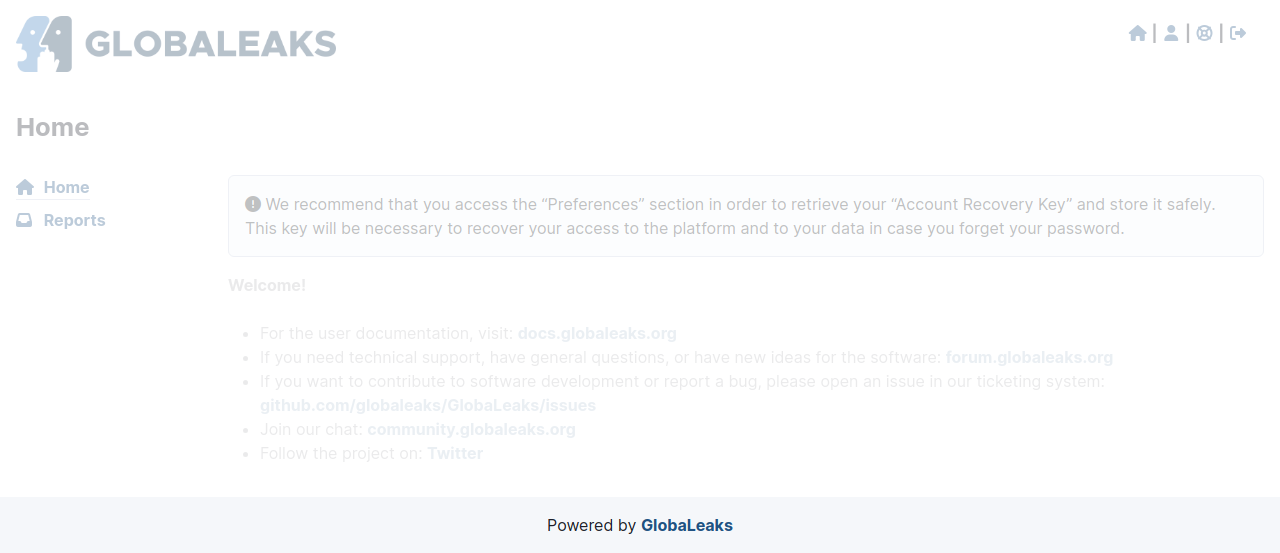 GLOBALEAKS
| | |
Home
Home
Reports
We recommend that you access the “Preferences” section in order to retrieve your “Account Recovery Key” and store it safely.
This key will be necessary to recover your access to the platform and to your data in case you forget your password.
Welcome!
• For the user documentation, visit: docs.globaleaks.org
• If you need technical support, have general questions, or have new ideas for the software: forum.globaleaks.org
• If you want to contribute to software development or report a bug, please open an issue in our ticketing system:
github.com/globaleaks/GlobaLeaks/issues
• Join our chat: community.globaleaks.org
• Follow the project on: Twitter
Powered by GlobaLeaks